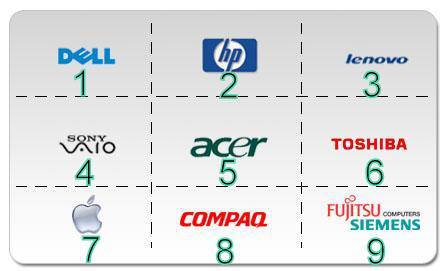 DELL
1
hp
2
lenovo
3
SONY
VAIO
4
acer
5
TOSHIBA
6
7
COMPAQ
8
FUJITSU COMPUTERS
SIEMENS
9